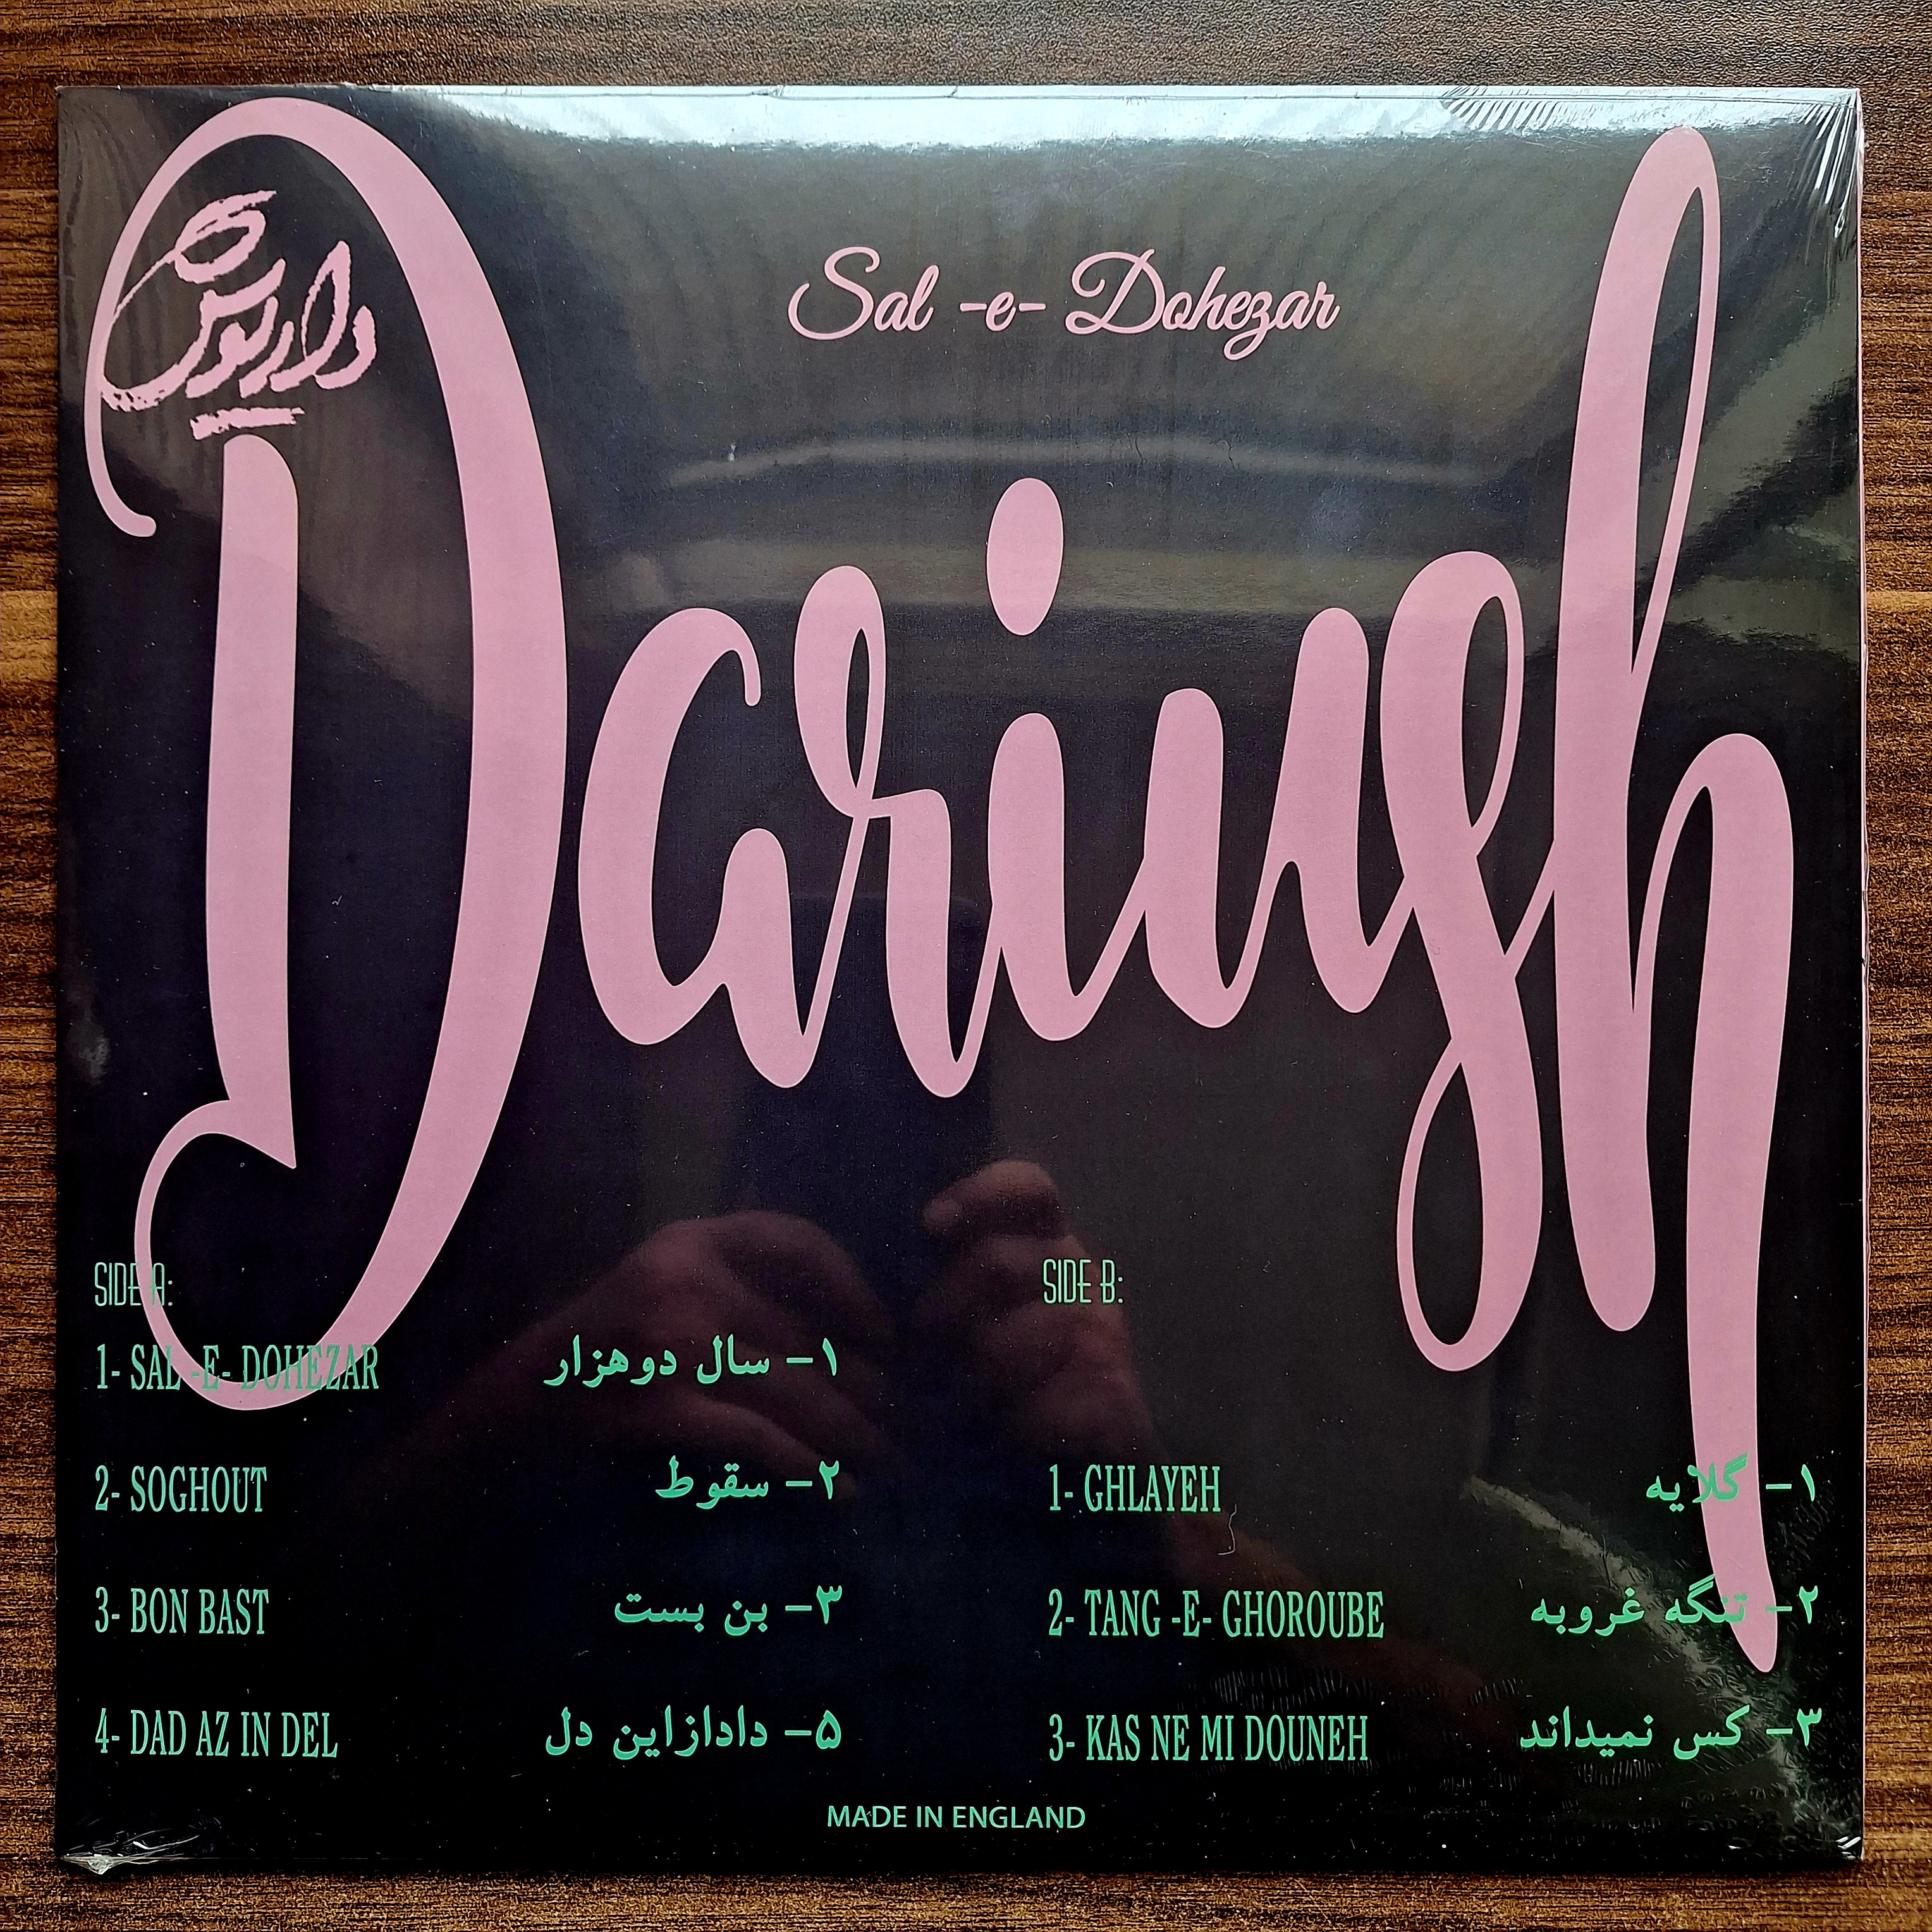 داریوش
Sal -e- Dohezar
Dariush
SIDE A:
1- SAL -E- DOHEZAR
۱- سال دوهزار
2- SOGHOUT
۲- سقوط
3- BON BAST
۳- بن بست
4- DAD AZ IN DEL
۵- دادازاین دل
SIDE B:
1- GHLAYEH
۱- گلایه
2- TANG -E- GHOROUBE
۲- تنگه غروبه
3- KAS NE MI DOUNEH
۳- کس نمیداند
MADE IN ENGLAND